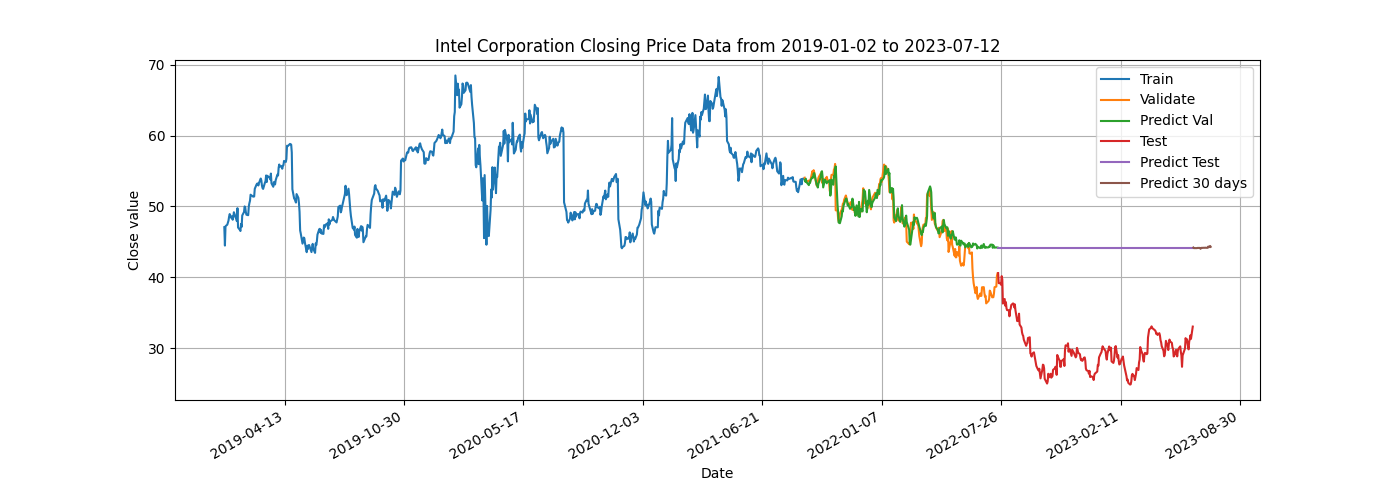 Intel Corporation Closing Price Data from 2019-01-02 to 2023-07-12
70
60
50
40
30
Close value
Train
Validate
Predict Val
Test
Predict Test
Predict 30 days
2019-04-13
2019-10-30
2020-05-17
2020-12-03
2021-06-21
2022-01-07
2022-07-26
2023-02-11
2023-08-30
Date